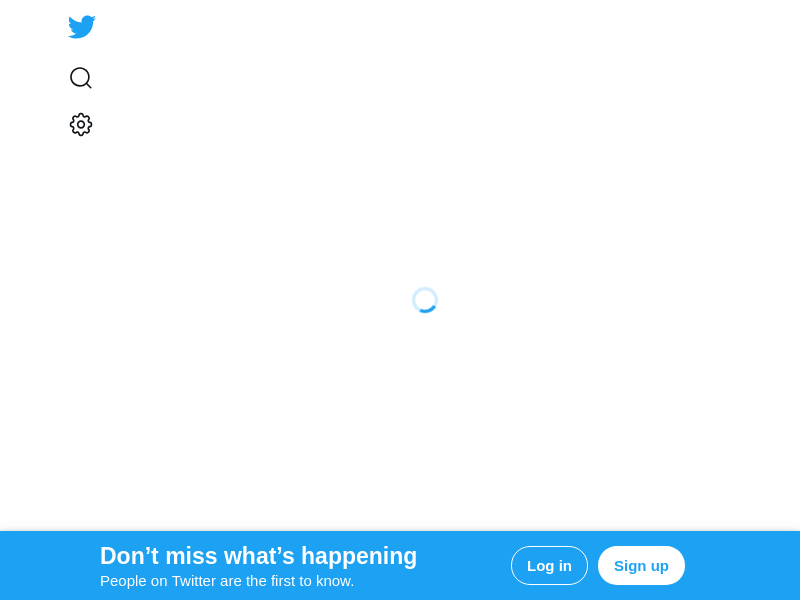 Don’t miss what’s happening
People on Twitter are the first to know.
Log in
Sign up